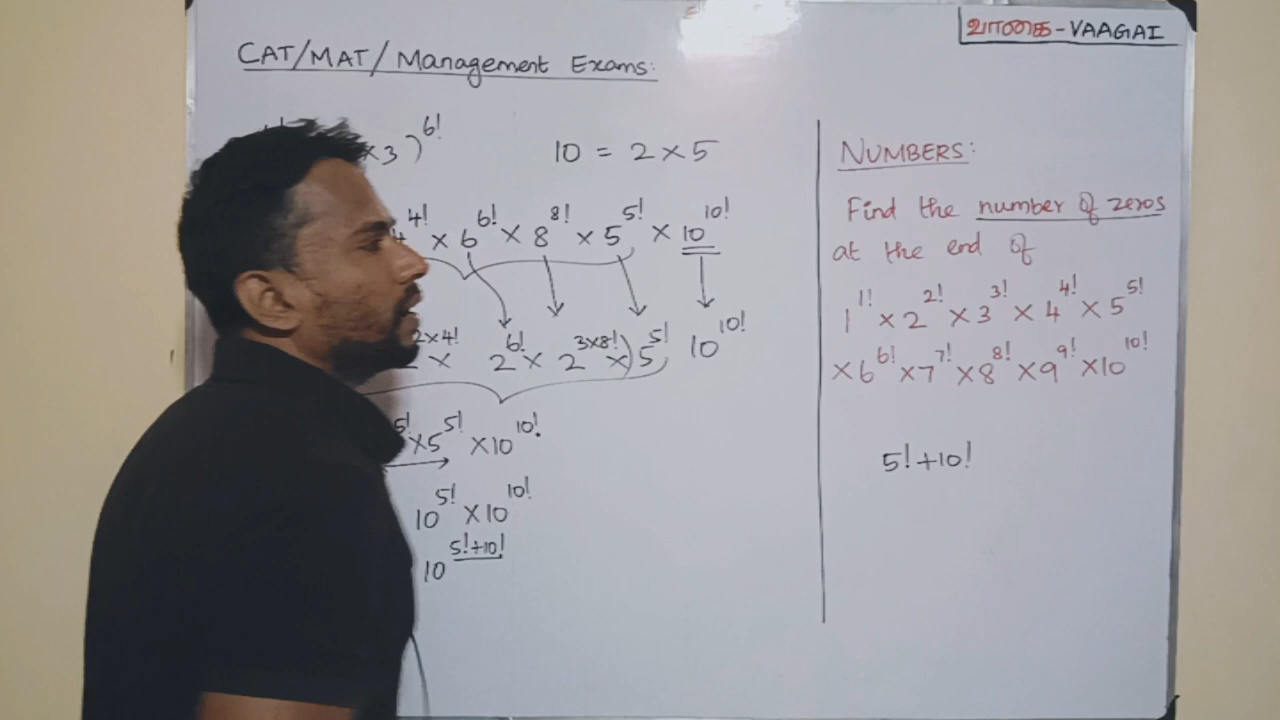 வாகை - VAAGAI
CAT/MAT/Management Exams:
×3)^6! 10 = 2 × 5
4^4! × 6^6! × 8^8! × 5^5! × 10^10!
2^2×4! × 2^6! × 2^3×8! ×) 5^5! 10^10!
5! × 5^5! × 10^10!
10^5! × 10^10!
10^5!+10!
NUMBERS:
Find the number of zeros
at the end of
1^1! × 2^2! × 3^3! × 4^4! × 5^5!
×6^6! ×7^7! ×8^8! ×9^9! ×10^10!
5!+10!